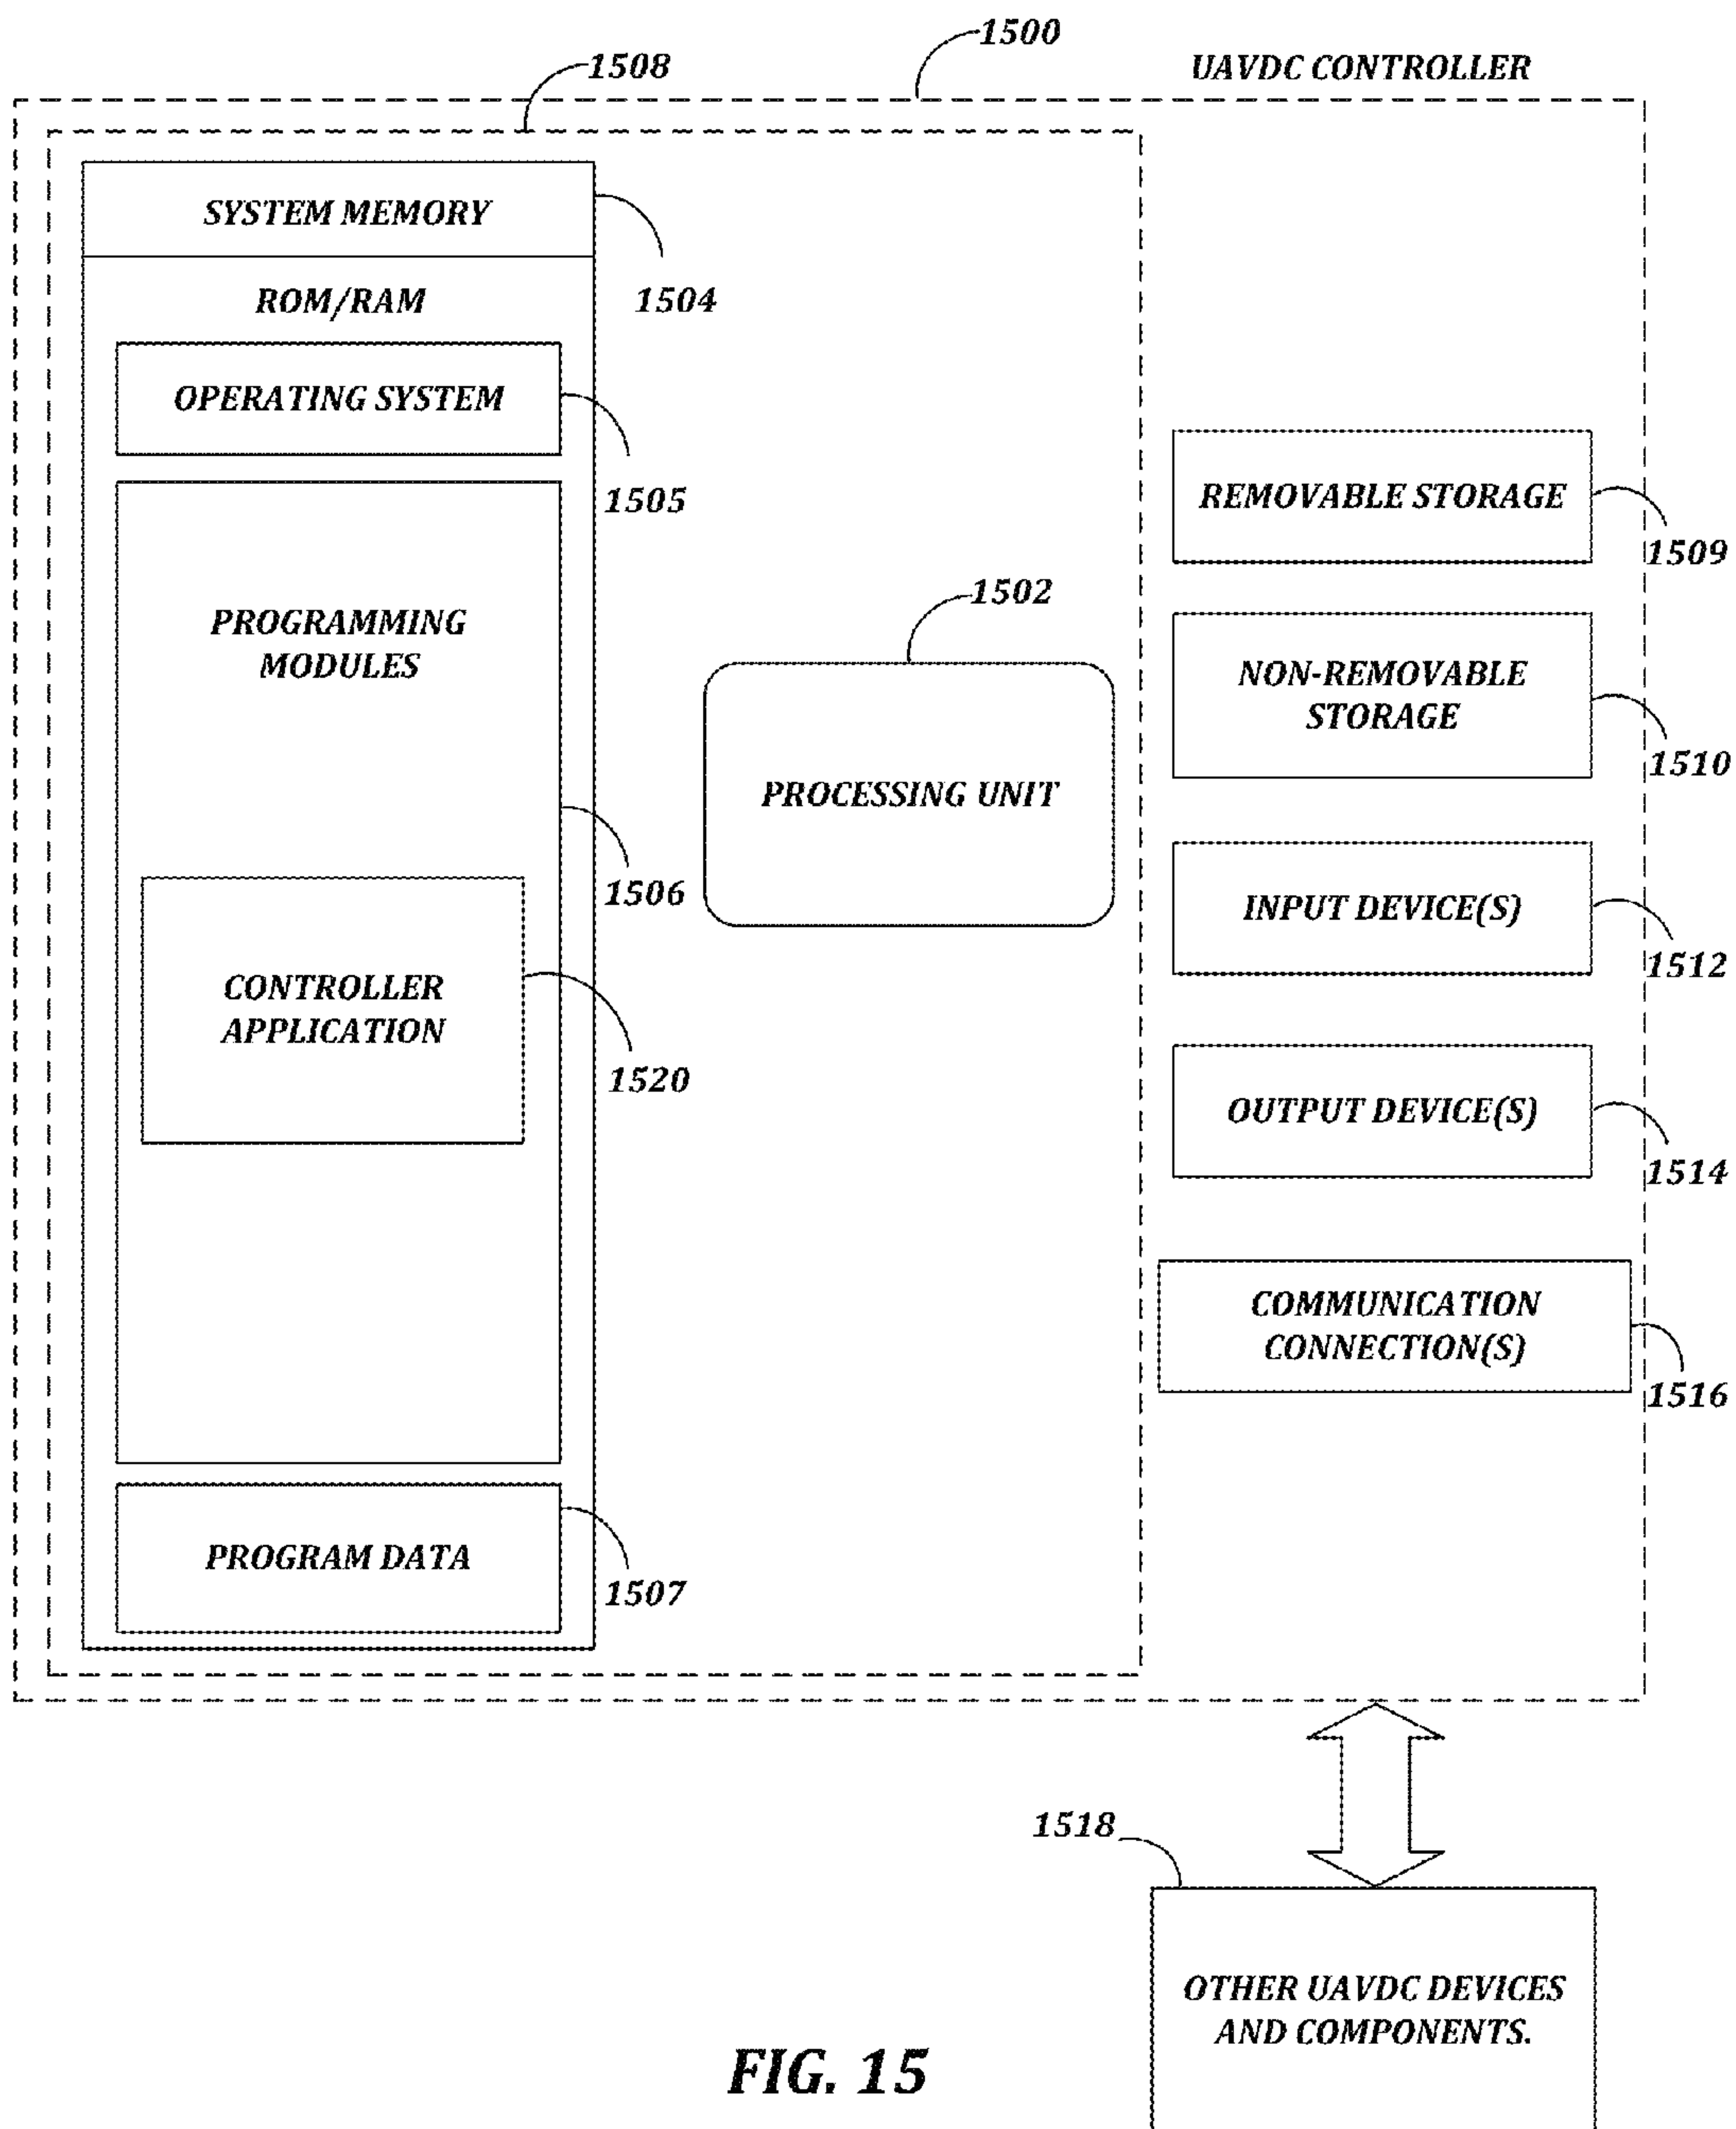 1500
UAVDC CONTROLLER
1508
SYSTEM MEMORY
1504
ROM/RAM
OPERATING SYSTEM
1505
PROGRAMMING
MODULES
1506
CONTROLLER
APPLICATION
1520
PROGRAM DATA
1507
1502
PROCESSING UNIT
REMOVABLE STORAGE
1509
NON-REMOVABLE
STORAGE
1510
INPUT DEVICE(S)
1512
OUTPUT DEVICE(S)
1514
COMMUNICATION
CONNECTION(S)
1516
1518
OTHER UAVDC DEVICES
AND COMPONENTS.
FIG. 15